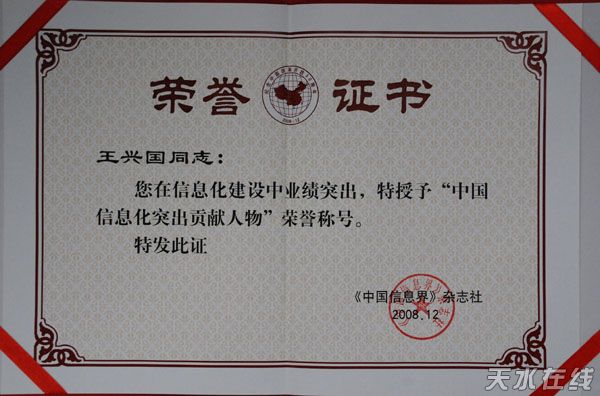 荣誉证书
2008·12
王兴国同志：
您在信息化建设中业绩突出，特授予“中国
信息化突出贡献人物”荣誉称号。
特发此证
《中国信息界》杂志社
2008.12
天水在线